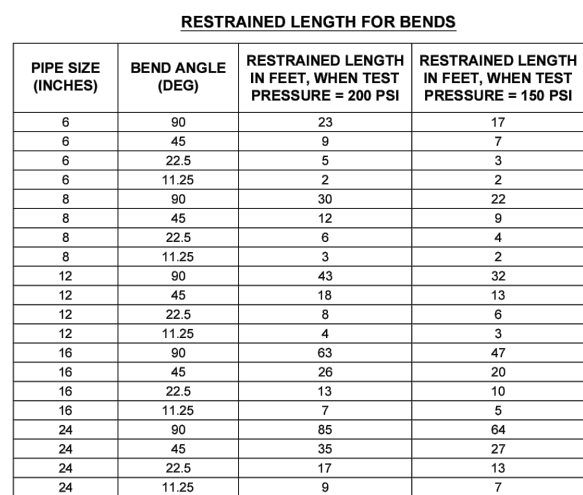 RESTRAINED LENGTH FOR BENDS
PIPE SIZE (INCHES) BEND ANGLE (DEG) RESTRAINED LENGTH IN FEET, WHEN TEST PRESSURE = 200 PSI RESTRAINED LENGTH IN FEET, WHEN TEST PRESSURE = 150 PSI
6 90 23 17
6 45 9 7
6 22.5 5 3
6 11.25 2 2
8 90 30 22
8 45 12 9
8 22.5 6 4
8 11.25 3 2
12 90 43 32
12 45 18 13
12 22.5 8 6
12 11.25 4 3
16 90 63 47
16 45 26 20
16 22.5 13 10
16 11.25 7 5
24 90 85 64
24 45 35 27
24 22.5 17 13
24 11.25 9 7